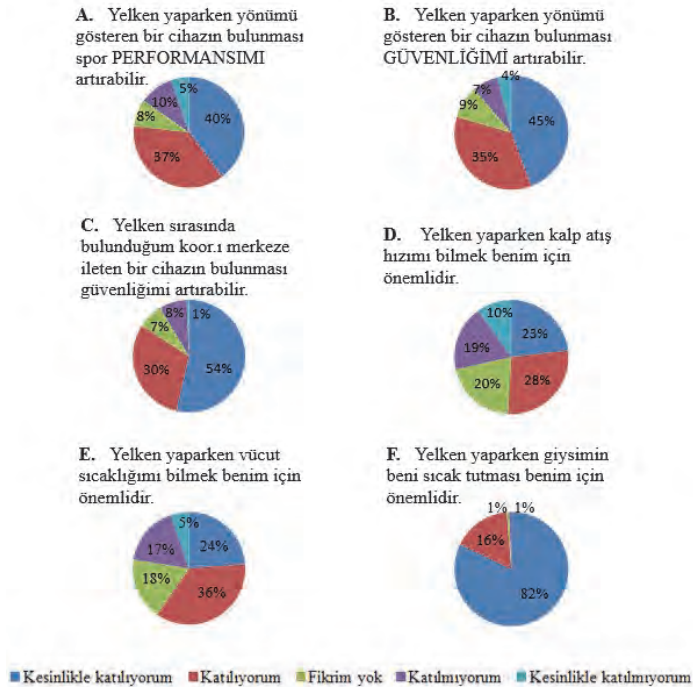 A. Yelken yaparken yönümü
gösteren bir cihazın bulunması
spor PERFORMANSIMI
artırabilir.
5%
10%
8%
40%
37%
B. Yelken yaparken yönümü
gösteren bir cihazın bulunması
GÜVENLİĞİMİ artırabilir.
4%
7%
9%
45%
35%
C. Yelken sırasında
bulunduğum koor.ı merkeze
ileten bir cihazın bulunması
güvenliğimi artırabilir.
8% 1%
7%
30%
54%
D. Yelken yaparken kalp atış
hızımı bilmek benim için
önemlidir.
10%
23%
19%
20%
28%
E. Yelken yaparken vücut
sıcaklığımı bilmek benim için
önemlidir.
5%
17%
24%
18%
36%
F. Yelken yaparken giysimin
beni sıcak tutması benim için
önemlidir.
1% 1%
16%
82%
Kesinlikle katılıyorum Katılıyorum Fikrim yok Katılmıyorum Kesinlikle katılmıyorum